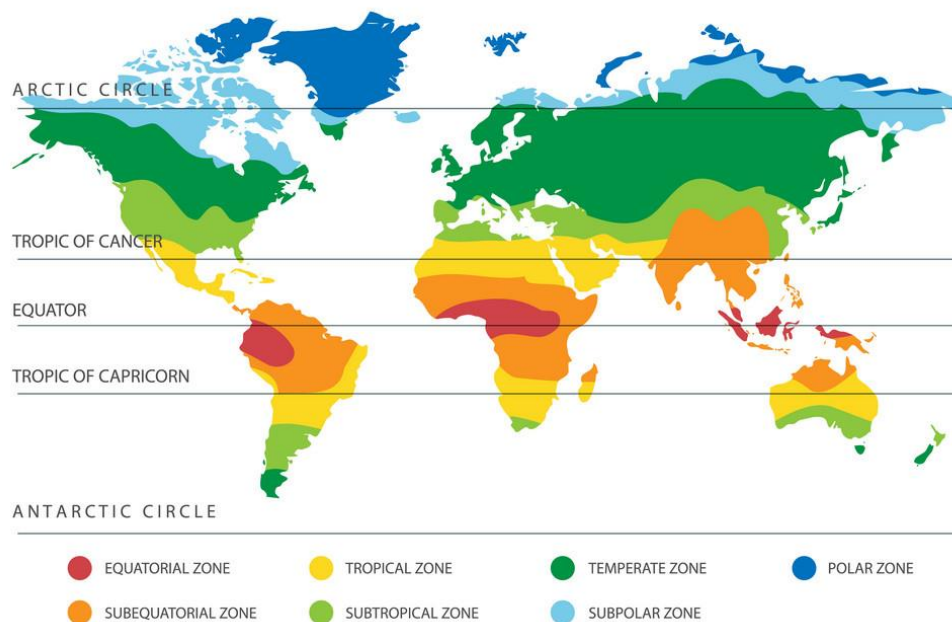 ARCTIC CIRCLE
TROPIC OF CANCER
EQUATOR
TROPIC OF CAPRICORN
ANTARCTIC CIRCLE
EQUATORIAL ZONE
TROPICAL ZONE
TEMPERATE ZONE
POLAR ZONE
SUBEQUATORIAL ZONE
SUBTROPICAL ZONE
SUBPOLAR ZONE